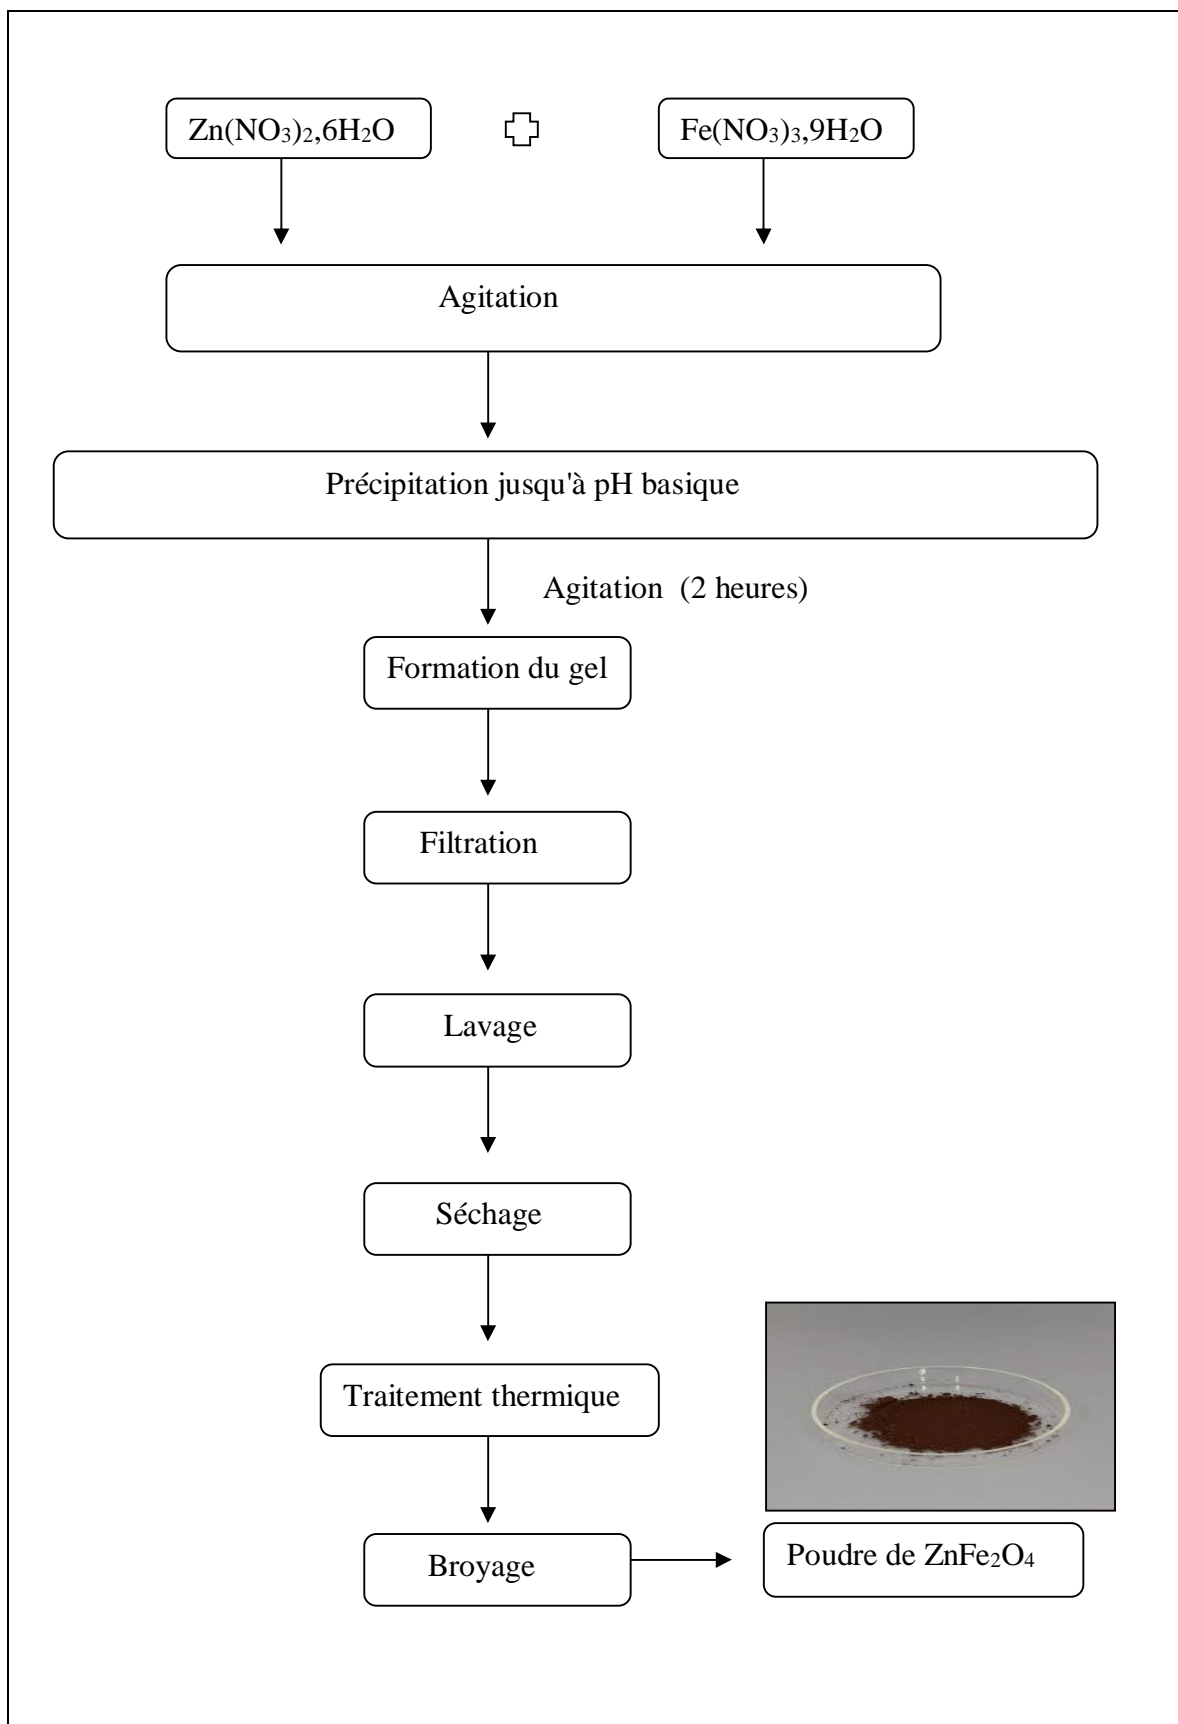 Zn(NO₃)₂,6H₂O
Fe(NO₃)₃,9H₂O
Agitation
Précipitation jusqu'à pH basique
Agitation (2 heures)
Formation du gel
Filtration
Lavage
Séchage
Traitement thermique
Broyage
Poudre de ZnFe₂O₄